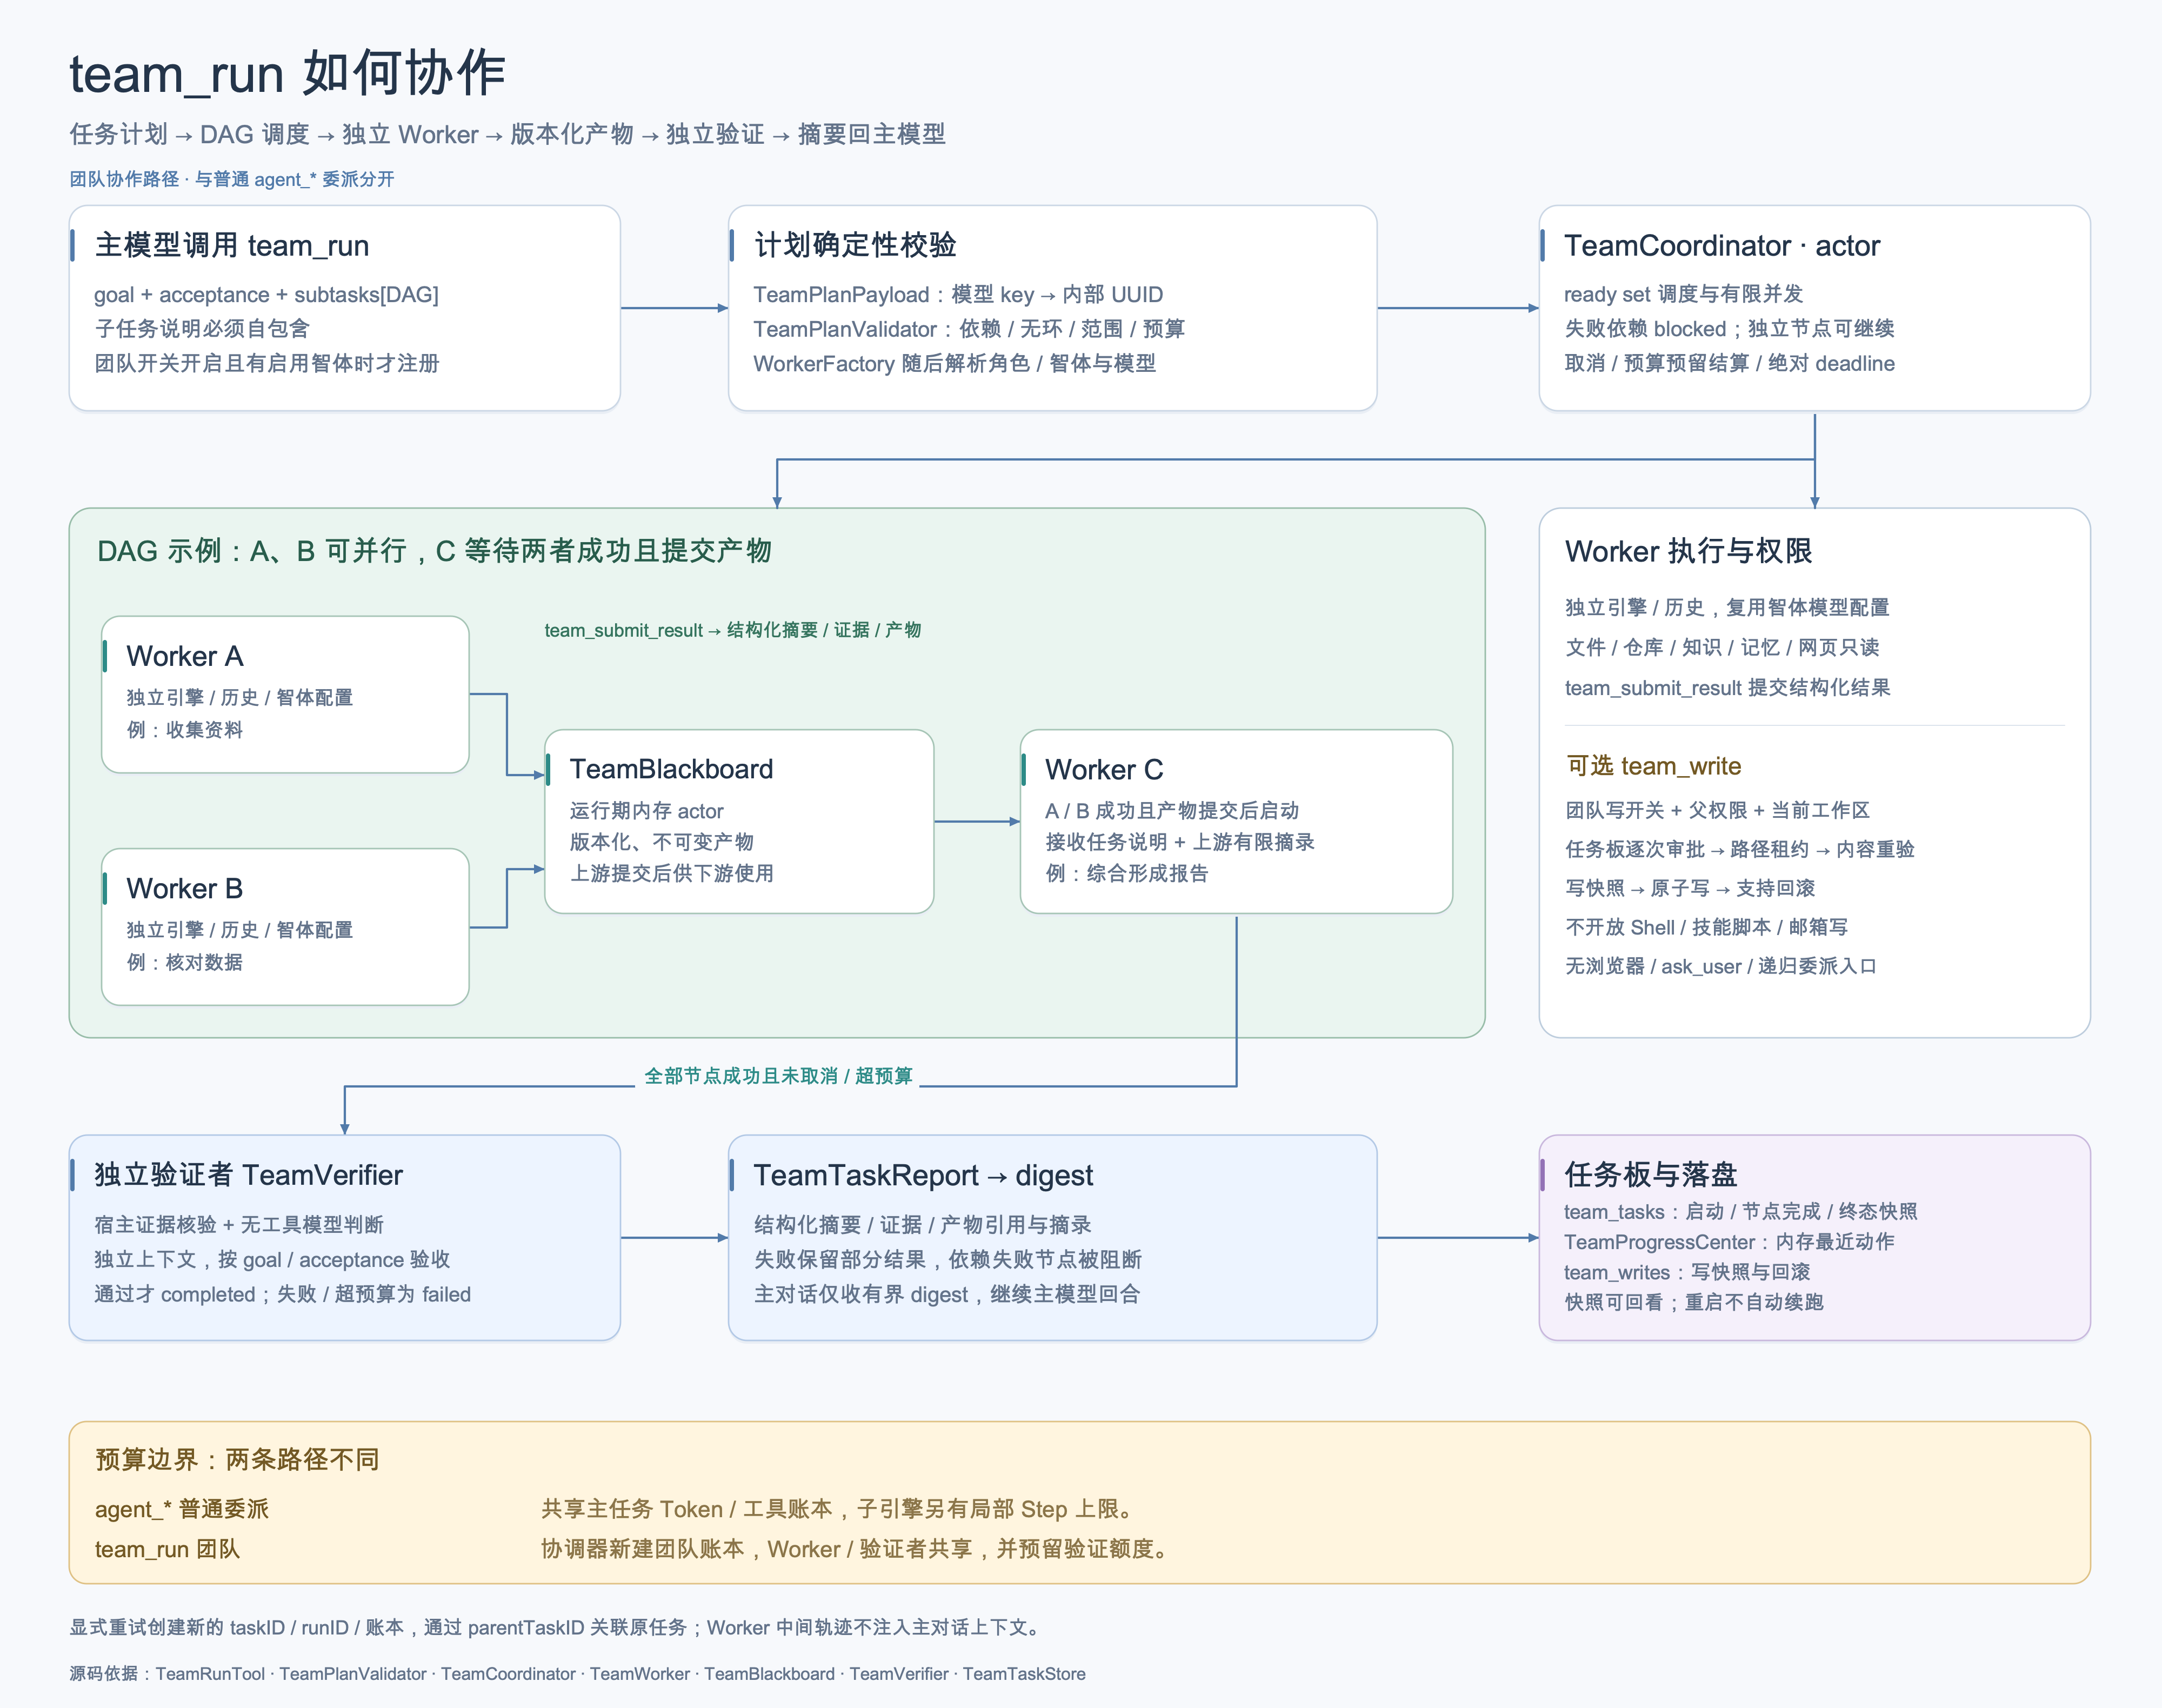 team_run 如何协作
任务计划 → DAG 调度 → 独立 Worker → 版本化产物 → 独立验证 → 摘要回主模型
团队协作路径 · 与普通 agent_* 委派分开
主模型调用 team_run
goal + acceptance + subtasks[DAG]
子任务说明必须自包含
团队开关开启且有启用智体时才注册
计划确定性校验
TeamPlanPayload：模型 key → 内部 UUID
TeamPlanValidator：依赖 / 无环 / 范围 / 预算
WorkerFactory 随后解析角色 / 智体与模型
TeamCoordinator · actor
ready set 调度与有限并发
失败依赖 blocked；独立节点可继续
取消 / 预算预留结算 / 绝对 deadline
DAG 示例：A、B 可并行，C 等待两者成功且提交产物
team_submit_result → 结构化摘要 / 证据 / 产物
Worker A
独立引擎 / 历史 / 智体配置
例：收集资料
Worker B
独立引擎 / 历史 / 智体配置
例：核对数据
TeamBlackboard
运行期内存 actor
版本化、不可变产物
上游提交后供下游使用
Worker C
A / B 成功且产物提交后启动
接收任务说明 + 上游有限摘录
例：综合形成报告
Worker 执行与权限
独立引擎 / 历史，复用智体模型配置
文件 / 仓库 / 知识 / 记忆 / 网页只读
team_submit_result 提交结构化结果
可选 team_write
团队写开关 + 父权限 + 当前工作区
任务板逐次审批 → 路径租约 → 内容重验
写快照 → 原子写 → 支持回滚
不开放 Shell / 技能脚本 / 邮箱写
无浏览器 / ask_user / 递归委派入口
全部节点成功且未取消 / 超预算
独立验证者 TeamVerifier
宿主证据核验 + 无工具模型判断
独立上下文，按 goal / acceptance 验收
通过才 completed；失败 / 超预算为 failed
TeamTaskReport → digest
结构化摘要 / 证据 / 产物引用与摘录
失败保留部分结果，依赖失败节点被阻断
主对话仅收有界 digest，继续主模型回合
任务板与落盘
team_tasks：启动 / 节点完成 / 终态快照
TeamProgressCenter：内存最近动作
team_writes：写快照与回滚
快照可回看；重启不自动续跑
预算边界：两条路径不同
agent_* 普通委派
共享主任务 Token / 工具账本，子引擎另有局部 Step 上限。
team_run 团队
协调器新建团队账本，Worker / 验证者共享，并预留验证额度。
显式重试创建新的 taskID / runID / 账本，通过 parentTaskID 关联原任务；Worker 中间轨迹不注入主对话上下文。
源码依据：TeamRunTool · TeamPlanValidator · TeamCoordinator · TeamWorker · TeamBlackboard · TeamVerifier · TeamTaskStore